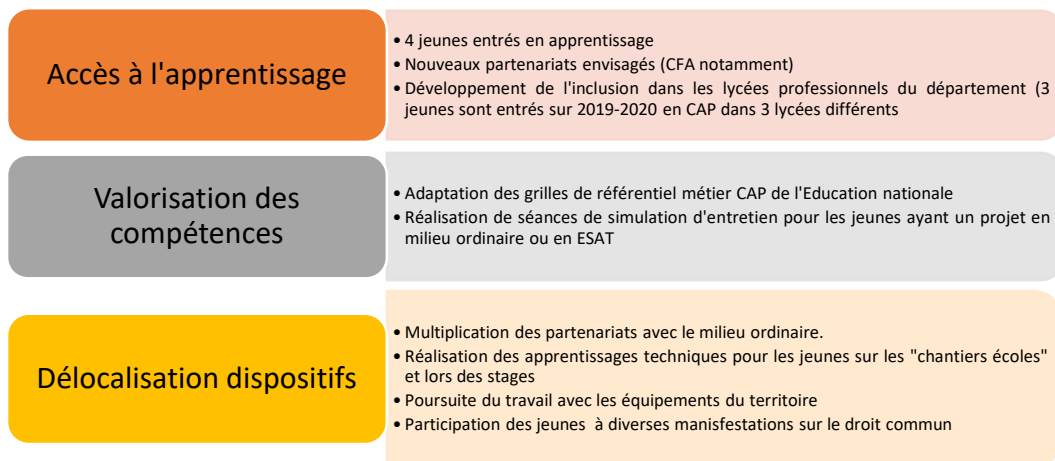 Accès à l'apprentissage
• 4 jeunes entrés en apprentissage
• Nouveaux partenariats envisagés (CFA notamment)
• Développement de l'inclusion dans les lycées professionnels du département (3
jeunes sont entrés sur 2019-2020 en CAP dans 3 lycées différents
Valorisation des
compétences
• Adaptation des grilles de référentiel métier CAP de l'Education nationale
• Réalisation de séances de simulation d'entretien pour les jeunes ayant un projet en
milieu ordinaire ou en ESAT
Délocalisation dispositifs
• Multiplication des partenariats avec le milieu ordinaire.
• Réalisation des apprentissages techniques pour les jeunes sur les "chantiers écoles"
et lors des stages
• Poursuite du travail avec les équipements du territoire
• Participation des jeunes à diverses manisfestations sur le droit commun